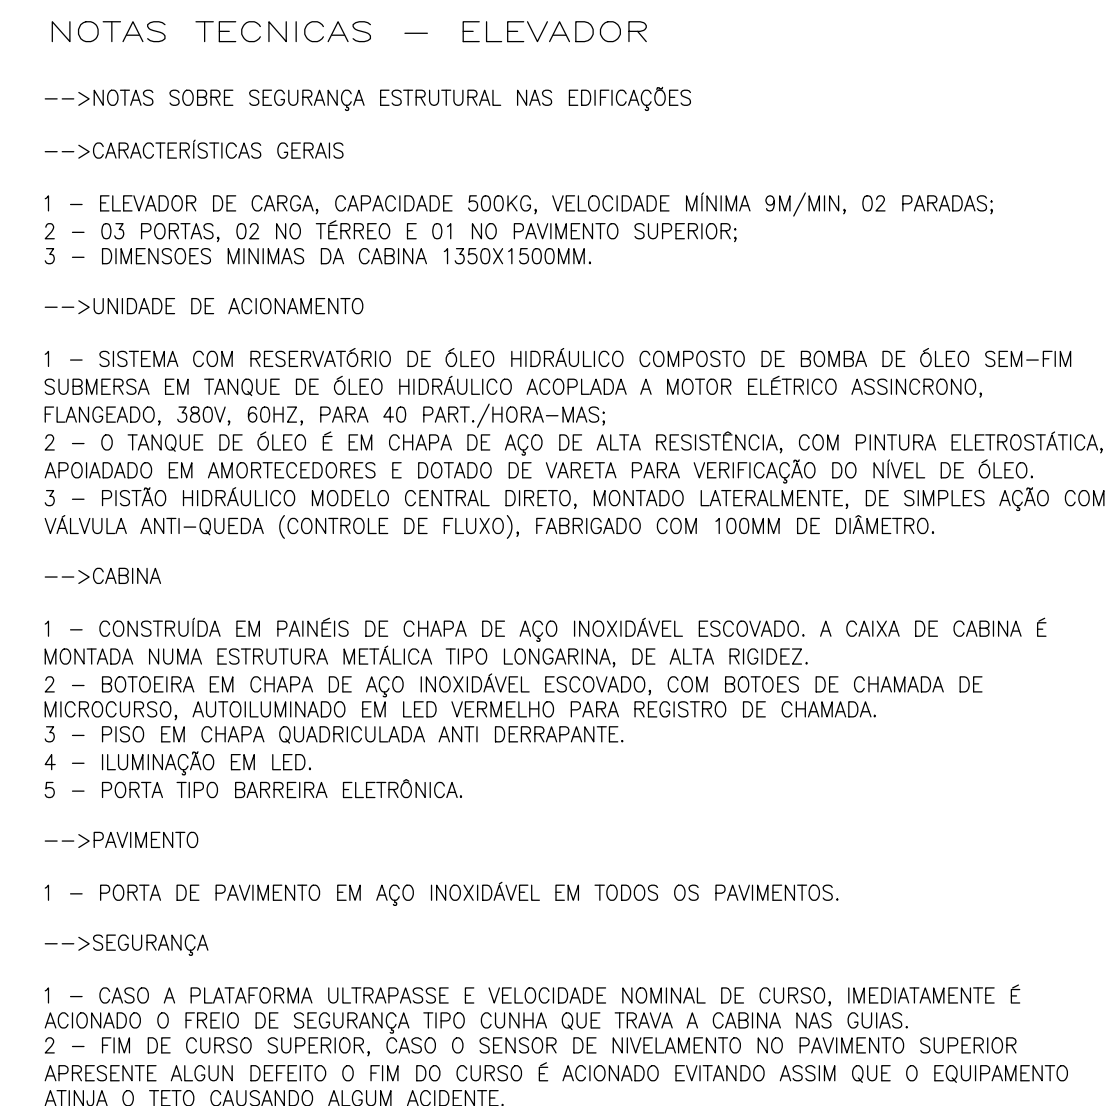 NOTAS TECNICAS – ELEVADOR
-->NOTAS SOBRE SEGURANÇA ESTRUTURAL NAS EDIFICAÇÕES
-->CARACTERÍSTICAS GERAIS
1 – ELEVADOR DE CARGA, CAPACIDADE 500KG, VELOCIDADE MÍNIMA 9M/MIN, 02 PARADAS;
2 – 03 PORTAS, 02 NO TÉRREO E 01 NO PAVIMENTO SUPERIOR;
3 – DIMENSOES MINIMAS DA CABINA 1350X1500MM.
-->UNIDADE DE ACIONAMENTO
1 – SISTEMA COM RESERVATÓRIO DE ÓLEO HIDRÁULICO COMPOSTO DE BOMBA DE ÓLEO SEM–FIM
SUBMERSA EM TANQUE DE ÓLEO HIDRÁULICO ACOPLADA A MOTOR ELÉTRICO ASSINCRONO,
FLANGEADO, 380V, 60HZ, PARA 40 PART./HORA–MAS;
2 – O TANQUE DE ÓLEO É EM CHAPA DE AÇO DE ALTA RESISTÊNCIA, COM PINTURA ELETROSTÁTICA,
APOIADADO EM AMORTECEDORES E DOTADO DE VARETA PARA VERIFICAÇÃO DO NÍVEL DE ÓLEO.
3 – PISTÃO HIDRÁULICO MODELO CENTRAL DIRETO, MONTADO LATERALMENTE, DE SIMPLES AÇÃO COM
VÁLVULA ANTI–QUEDA (CONTROLE DE FLUXO), FABRIGADO COM 100MM DE DIÂMETRO.
-->CABINA
1 – CONSTRUÍDA EM PAINÉIS DE CHAPA DE AÇO INOXIDÁVEL ESCOVADO. A CAIXA DE CABINA É
MONTADA NUMA ESTRUTURA METÁLICA TIPO LONGARINA, DE ALTA RIGIDEZ.
2 – BOTOEIRA EM CHAPA DE AÇO INOXIDÁVEL ESCOVADO, COM BOTOES DE CHAMADA DE
MICROCURSO, AUTOILUMINADO EM LED VERMELHO PARA REGISTRO DE CHAMADA.
3 – PISO EM CHAPA QUADRICULADA ANTI DERRAPANTE.
4 – ILUMINAÇÃO EM LED.
5 – PORTA TIPO BARREIRA ELETRÔNICA.
-->PAVIMENTO
1 – PORTA DE PAVIMENTO EM AÇO INOXIDÁVEL EM TODOS OS PAVIMENTOS.
-->SEGURANÇA
1 – CASO A PLATAFORMA ULTRAPASSE E VELOCIDADE NOMINAL DE CURSO, IMEDIATAMENTE É
ACIONADO O FREIO DE SEGURANÇA TIPO CUNHA QUE TRAVA A CABINA NAS GUIAS.
2 – FIM DE CURSO SUPERIOR, CASO O SENSOR DE NIVELAMENTO NO PAVIMENTO SUPERIOR
APRESENTE ALGUN DEFEITO O FIM DO CURSO É ACIONADO EVITANDO ASSIM QUE O EQUIPAMENTO
ATINJA O TETO CAUSANDO ALGUM ACIDENTE.